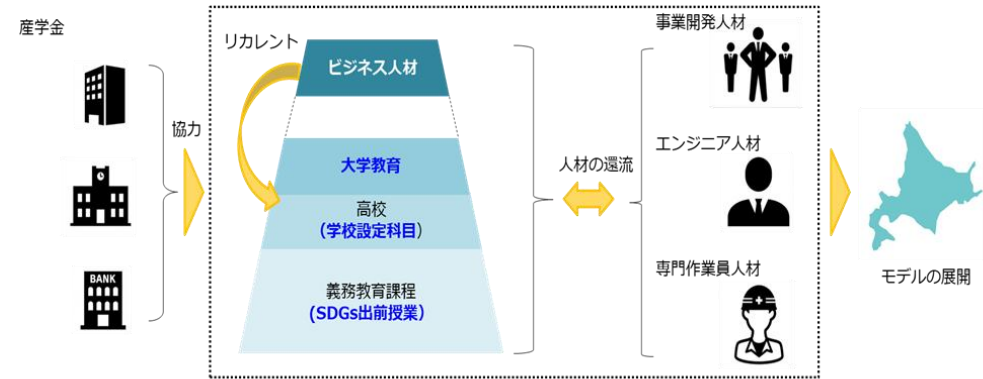 産学金
BANK
協力
リカレント
ビジネス人材
大学教育
高校
(学校設定科目)
義務教育課程
(SDGs出前授業)
人材の還流
事業開発人材
エンジニア人材
専門作業員人材
モデルの展開